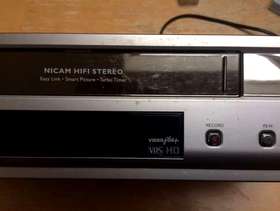 NICAM HIFI STEREO
Easy Link • Smart Picture • Turbo Timer
RECORD
VHS HQ